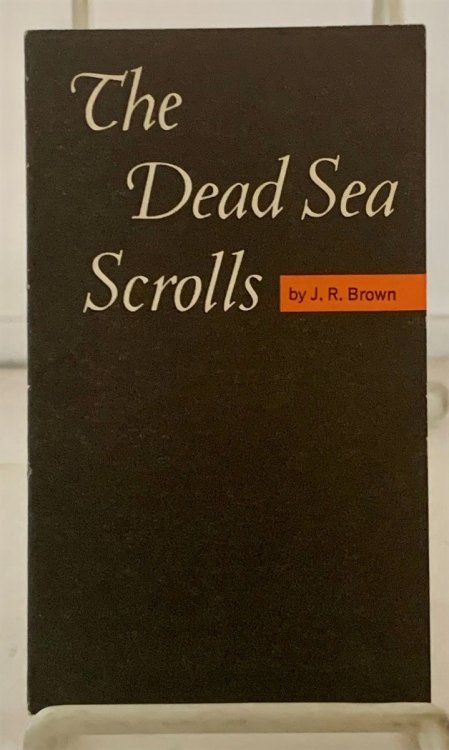 The
Dead Sea
Scrolls
by J. R. Brown